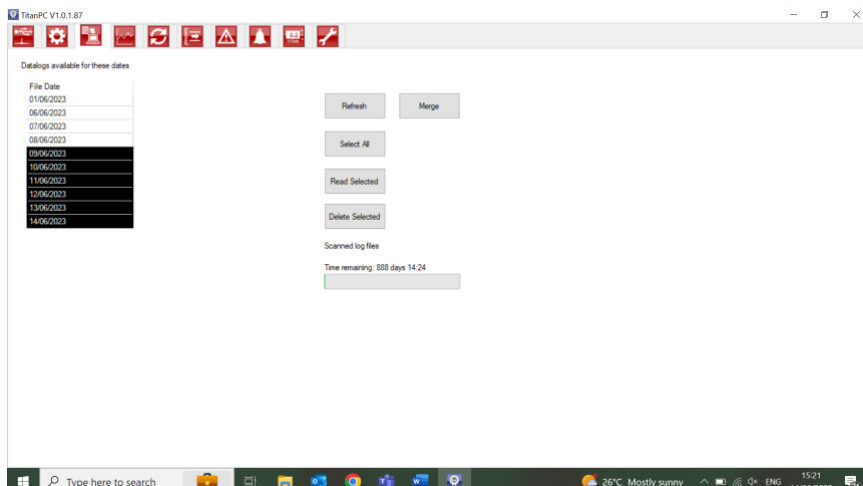 TitanPC V1.0.1.87
Datalogs available for these dates
File Date
01/06/2023
06/06/2023
07/06/2023
08/06/2023
09/06/2023
10/06/2023
11/06/2023
12/06/2023
13/06/2023
14/06/2023
Refresh
Merge
Select All
Read Selected
Delete Selected
Scanned log files
Time remaining: 888 days 14:24
Type here to search
26°C Mostly sunny
ENG
15:21